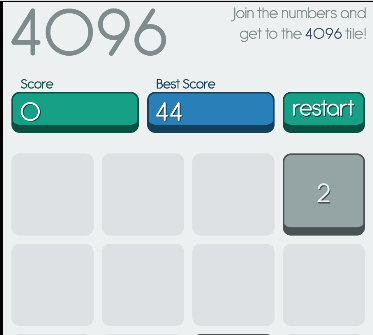 4096
Join the numbers and
get to the 4096 tile!
Score
Best Score
0
44
restart
2